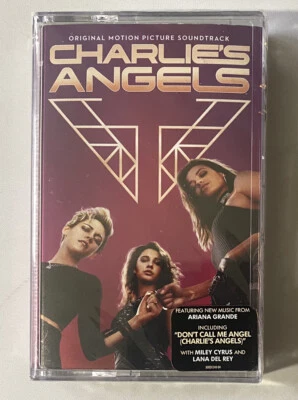 ORIGINAL MOTION PICTURE SOUNDTRACK
CHARLIE'S
ANGELS
FEATURING NEW MUSIC FROM
ARIANA GRANDE
INCLUDING
"DON'T CALL ME ANGEL
(CHARLIE'S ANGELS)"
WITH MILEY CYRUS AND
LANA DEL REY